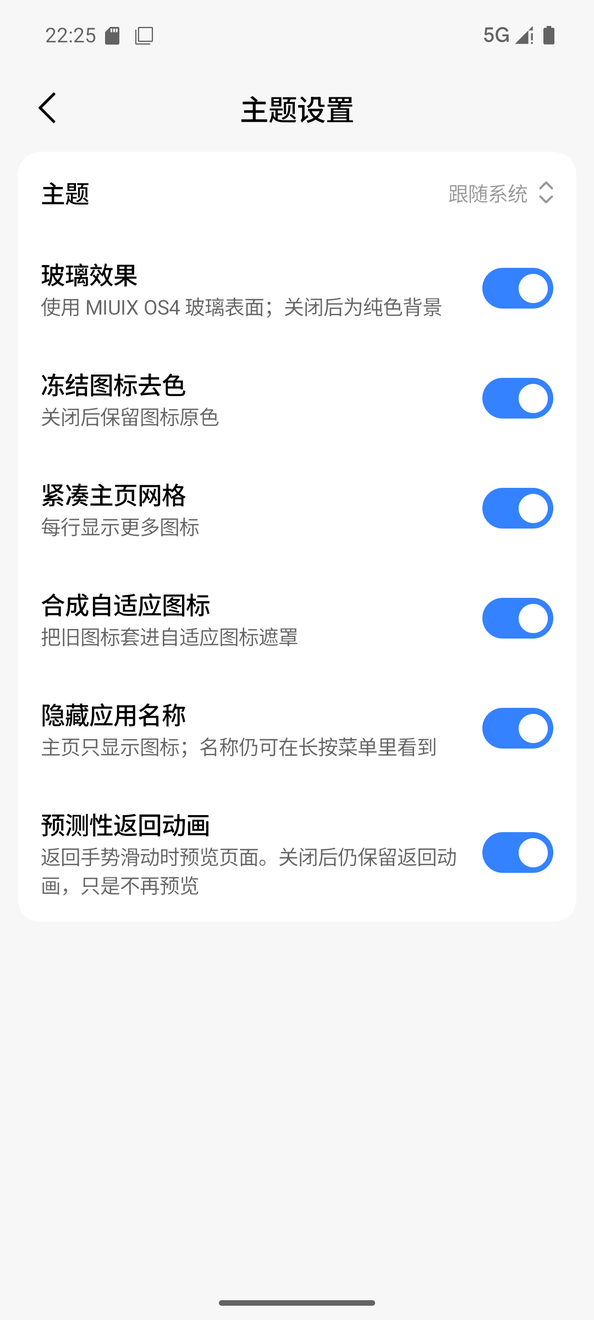 22:25
5G
主题设置
主题
跟随系统
玻璃效果
使用 MIUIX OS4 玻璃表面；关闭后为纯色背景
冻结图标去色
关闭后保留图标原色
紧凑主页网格
每行显示更多图标
合成自适应图标
把旧图标套进自适应图标遮罩
隐藏应用名称
主页只显示图标；名称仍可在长按菜单里看到
预测性返回动画
返回手势滑动时预览页面。关闭后仍保留返回动
画，只是不再预览